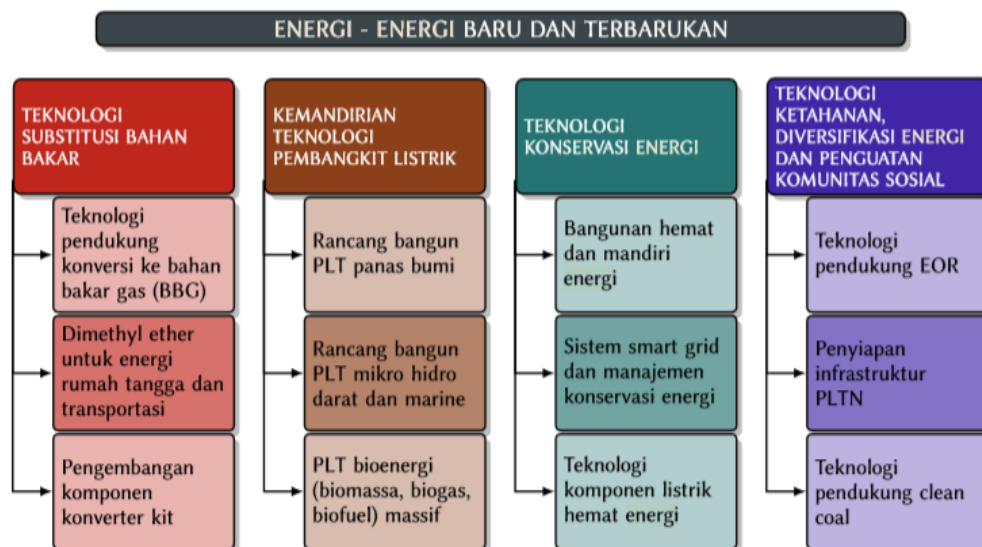 ENERGI - ENERGI BARU DAN TERBARUKAN
TEKNOLOGI
SUBSTITUSI BAHAN
BAKAR
Teknologi
pendukung
konversi ke bahan
bakar gas (BBG)
Dimethyl ether
untuk energi
rumah tangga dan
transportasi
Pengembangan
komponen
konverter kit
KEMANDIRIAN
TEKNOLOGI
PEMBANGKIT LISTRIK
Rancang bangun
PLT panas bumi
Rancang bangun
PLT mikro hidro
darat dan marine
PLT bioenergi
(biomassa, biogas,
biofuel) massif
TEKNOLOGI
KONSERVASI ENERGI
Bangunan hemat
dan mandiri
energi
Sistem smart grid
dan manajemen
konservasi energi
Teknologi
komponen listrik
hemat energi
TEKNOLOGI
KETAHANAN,
DIVERSIFIKASI ENERGI
DAN PENGUATAN
KOMUNITAS SOSIAL
Teknologi
pendukung EOR
Penyiapan
infrastruktur
PLTN
Teknologi
pendukung clean
coal